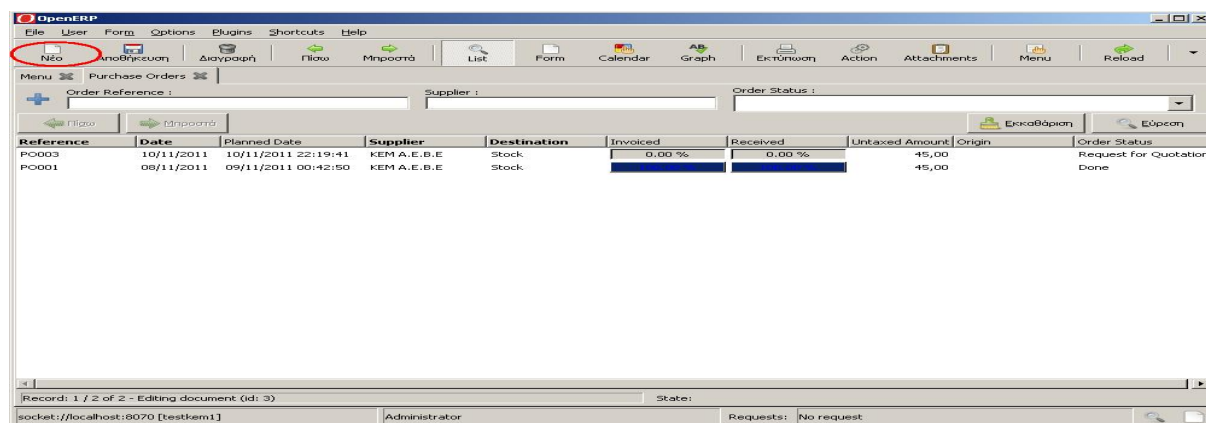 OpenERP
File User Form Options Plugins Shortcuts Help
Νέο Αποθήκευση Διαγραφή Πίσω Μπροστά List Form Calendar Graph Εκτύπωση Action Attachments Menu Reload
Menu Purchase Orders
Order Reference : Supplier : Order Status :
Πίσω Μπροστά Εκκαθάριση Εύρεση
Reference Date Planned Date Supplier Destination Invoiced Received Untaxed Amount Origin Order Status
PO003 10/11/2011 10/11/2011 22:19:41 KEM A.E.B.E Stock 0.00 % 0.00 % 45,00 Request for Quotation
PO001 08/11/2011 09/11/2011 00:42:50 KEM A.E.B.E Stock 45,00 Done
Record: 1 / 2 of 2 - Editing document (id: 3) State:
socket://localhost:8070 [testkem1] Administrator Requests: No request